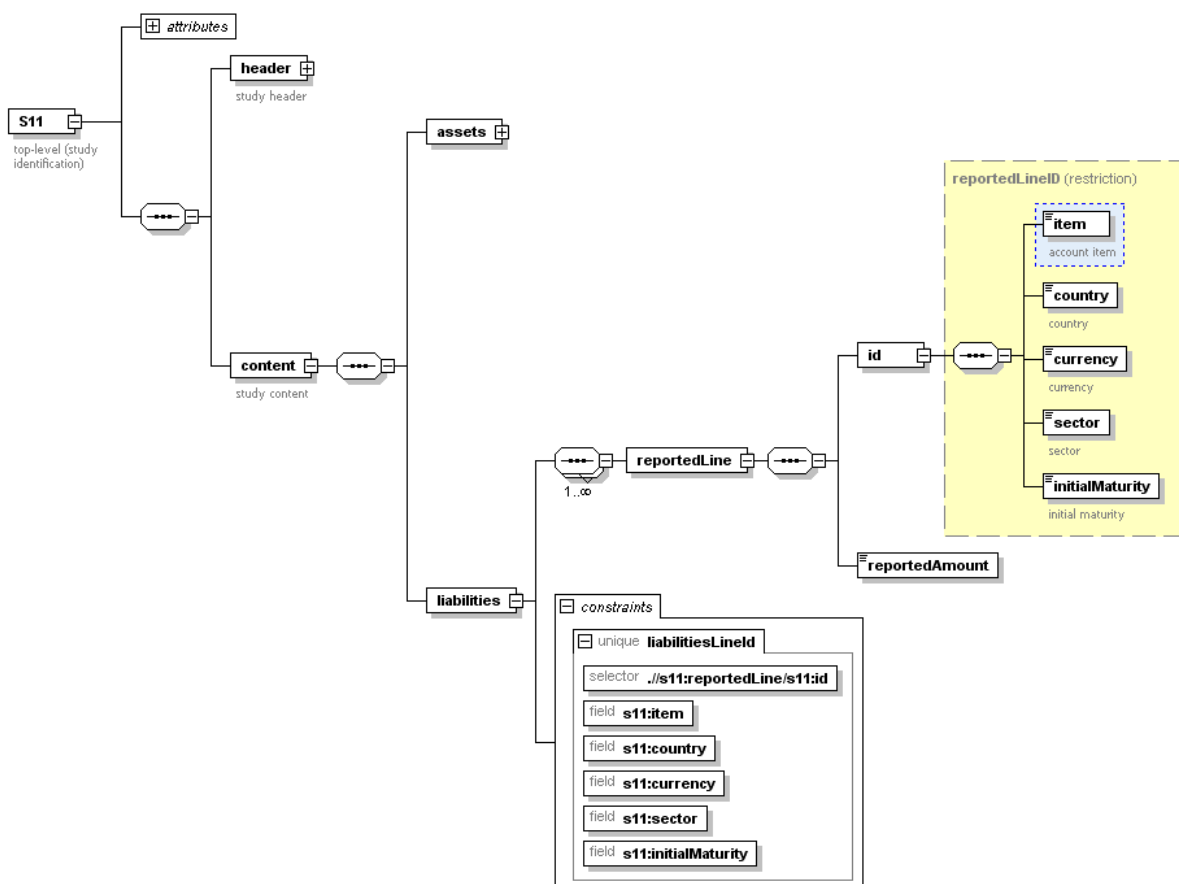 attributes
header
study header
S11
top-level (study
identification)
assets
reportedLineID (restriction)
item
account item
country
country
content
study content
id
currency
currency
sector
sector
reportedLine
1..∞
initialMaturity
initial maturity
reportedAmount
liabilities
constraints
unique liabilitiesLineId
selector .//s11:reportedLine/s11:id
field s11:item
field s11:country
field s11:currency
field s11:sector
field s11:initialMaturity